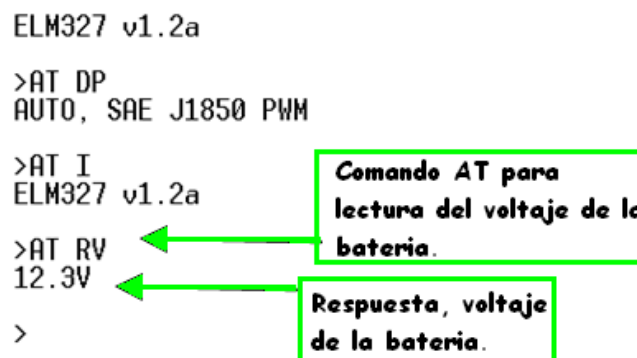 ELM327 v1.2a
>AT DP
AUTO, SAE J1850 PWM
>AT I
ELM327 v1.2a
>AT RV
12.3V
>
Comando AT para
lectura del voltaje de la
bateria.
Respuesta, voltaje
de la bateria.